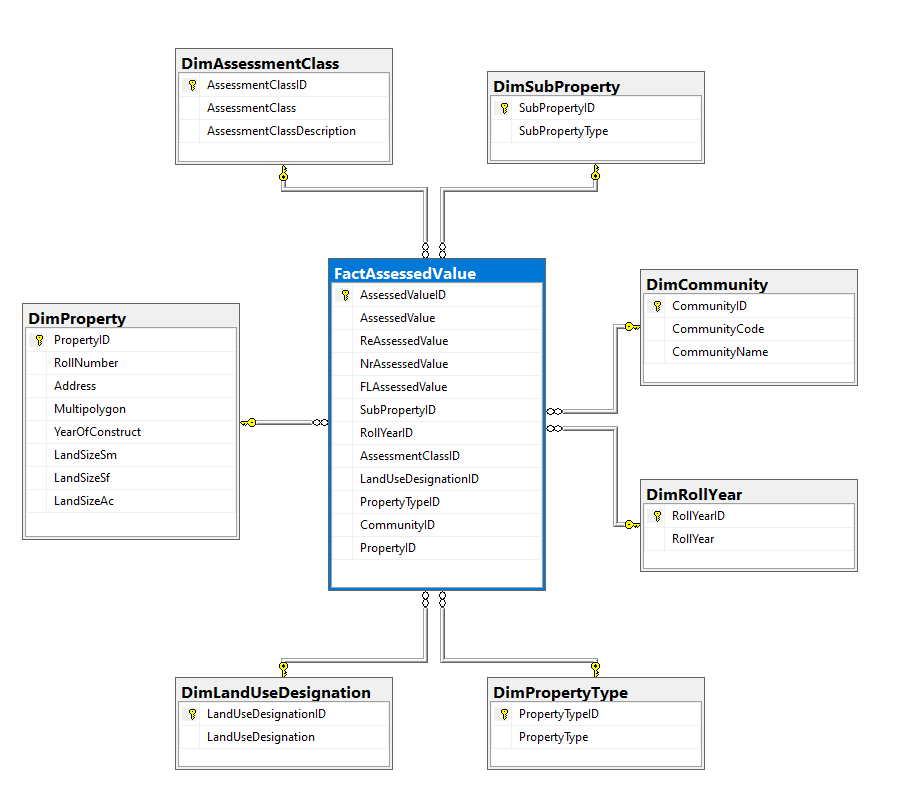 DimAssessmentClass
AssessmentClassID
AssessmentClass
AssessmentClassDescription
DimSubProperty
SubPropertyID
SubPropertyType
FactAssessedValue
AssessedValueID
AssessedValue
ReAssessedValue
NrAssessedValue
FLAssessedValue
SubPropertyID
RollYearID
AssessmentClassID
LandUseDesignationID
PropertyTypeID
CommunityID
PropertyID
DimCommunity
CommunityID
CommunityCode
CommunityName
DimProperty
PropertyID
RollNumber
Address
Multipolygon
YearOfConstruct
LandSizeSm
LandSizeSf
LandSizeAc
DimRollYear
RollYearID
RollYear
DimLandUseDesignation
LandUseDesignationID
LandUseDesignation
DimPropertyType
PropertyTypeID
PropertyType